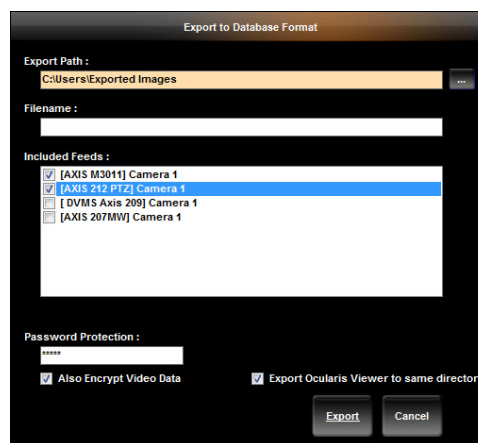 Export to Database Format
Export Path :
C:\Users\Exported Images
...
Filename :
Included Feeds :
[AXIS M3011] Camera 1
[AXIS 212 PTZ] Camera 1
[ DVMS Axis 209] Camera 1
[AXIS 207MW] Camera 1
Password Protection :
*****
Also Encrypt Video Data
Export Ocularis Viewer to same director
Export
Cancel